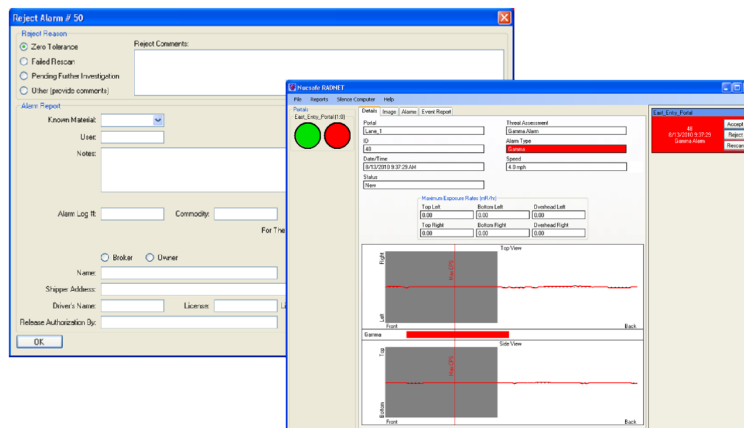 Reject Alarm # 50
Reject Reason
Zero Tolerance
Failed Rescan
Pending Further Investigation
Other (provide comments)
Reject Comments:
Alarm Report
Known Material:
User:
Notes:
Alarm Log #:
Commodity:
For The
Broker
Owner
Name:
Shipper Address:
Driver's Name:
License:
Release Authorization By:
OK
Nucsafe RADNET
File Reports Silence Computer Help
Portals
East_Entry_Portal (1:0)
Details Image Alarms Event Report
Portal
Lane_1
Threat Assessment
Gamma Alarm
ID
48
Alarm Type
Gamma
Date/Time
8/13/2010 9:37:29 AM
Speed
4.0 mph
Status
New
Maximum Exposure Rates (mR/hr)
Top Left Bottom Left Overhead Left
0.00 0.00 0.00
Top Right Bottom Right Overhead Right
0.00 0.00 0.00
Top View
Right
Left
Max CPS
Front Back
Gamma
Side View
Top
Bottom
Max CPS
Front Back
East_Entry_Portal
48
8/13/2010 9:37:29
Gamma Alarm
Accept
Reject
Rescan